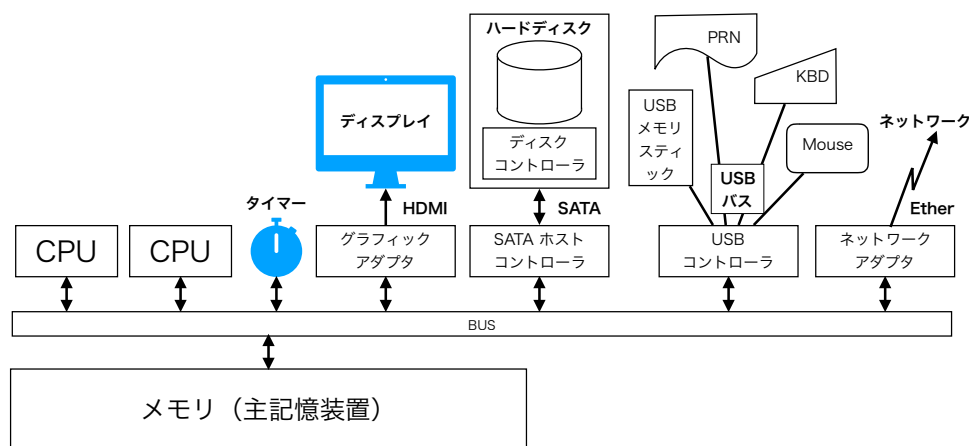 ハードディスク
PRN
KBD
USB
メモリ
スティ
ック
ネットワーク
ディスプレイ
ディスク
コントローラ
Mouse
USB
バス
タイマー
HDMI
SATA
Ether
CPU
CPU
グラフィック
アダプタ
SATA ホスト
コントローラ
USB
コントローラ
ネットワーク
アダプタ
BUS
メモリ（主記憶装置）